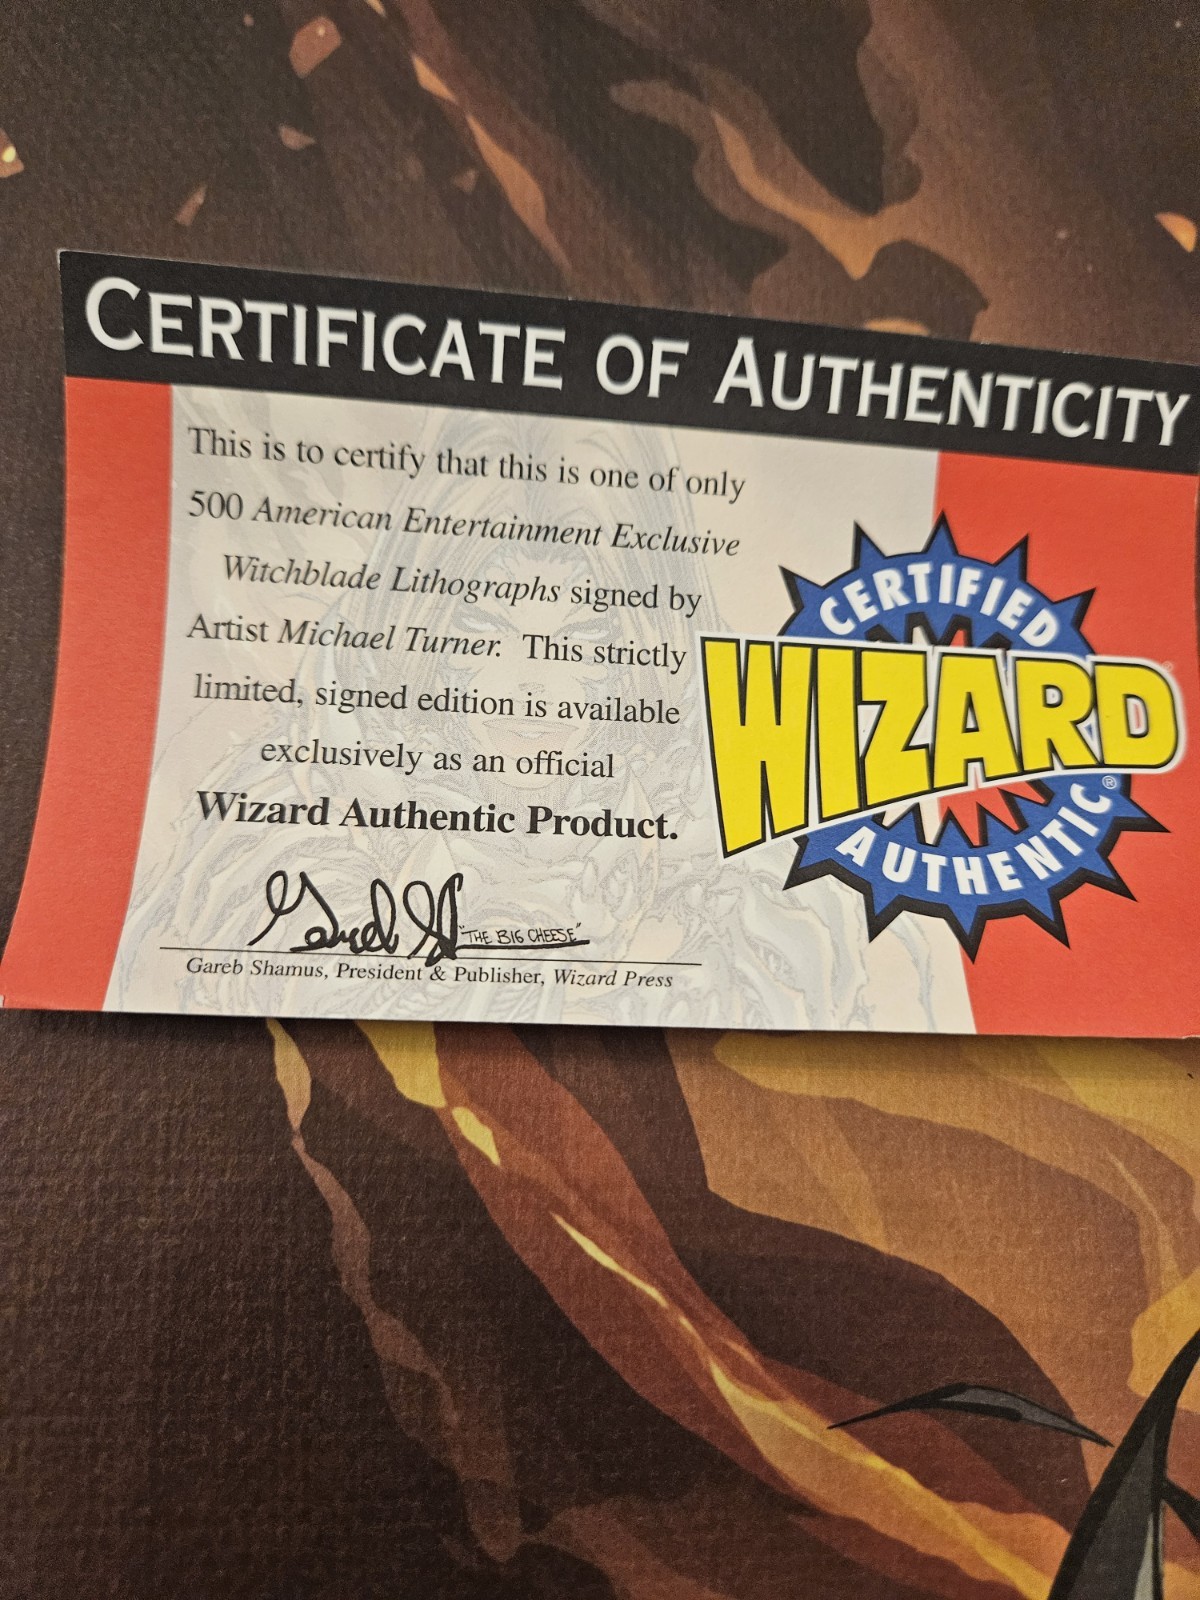 CERTIFICATE OF AUTHENTICITY
This is to certify that this is one of only
500 American Entertainment Exclusive
Witchblade Lithographs signed by
Artist Michael Turner. This strictly
limited, signed edition is available
exclusively as an official
Wizard Authentic Product.
"THE BIG CHEESE"
Gareb Shamus, President & Publisher, Wizard Press
CERTIFIED
WIZARD
AUTHENTIC®